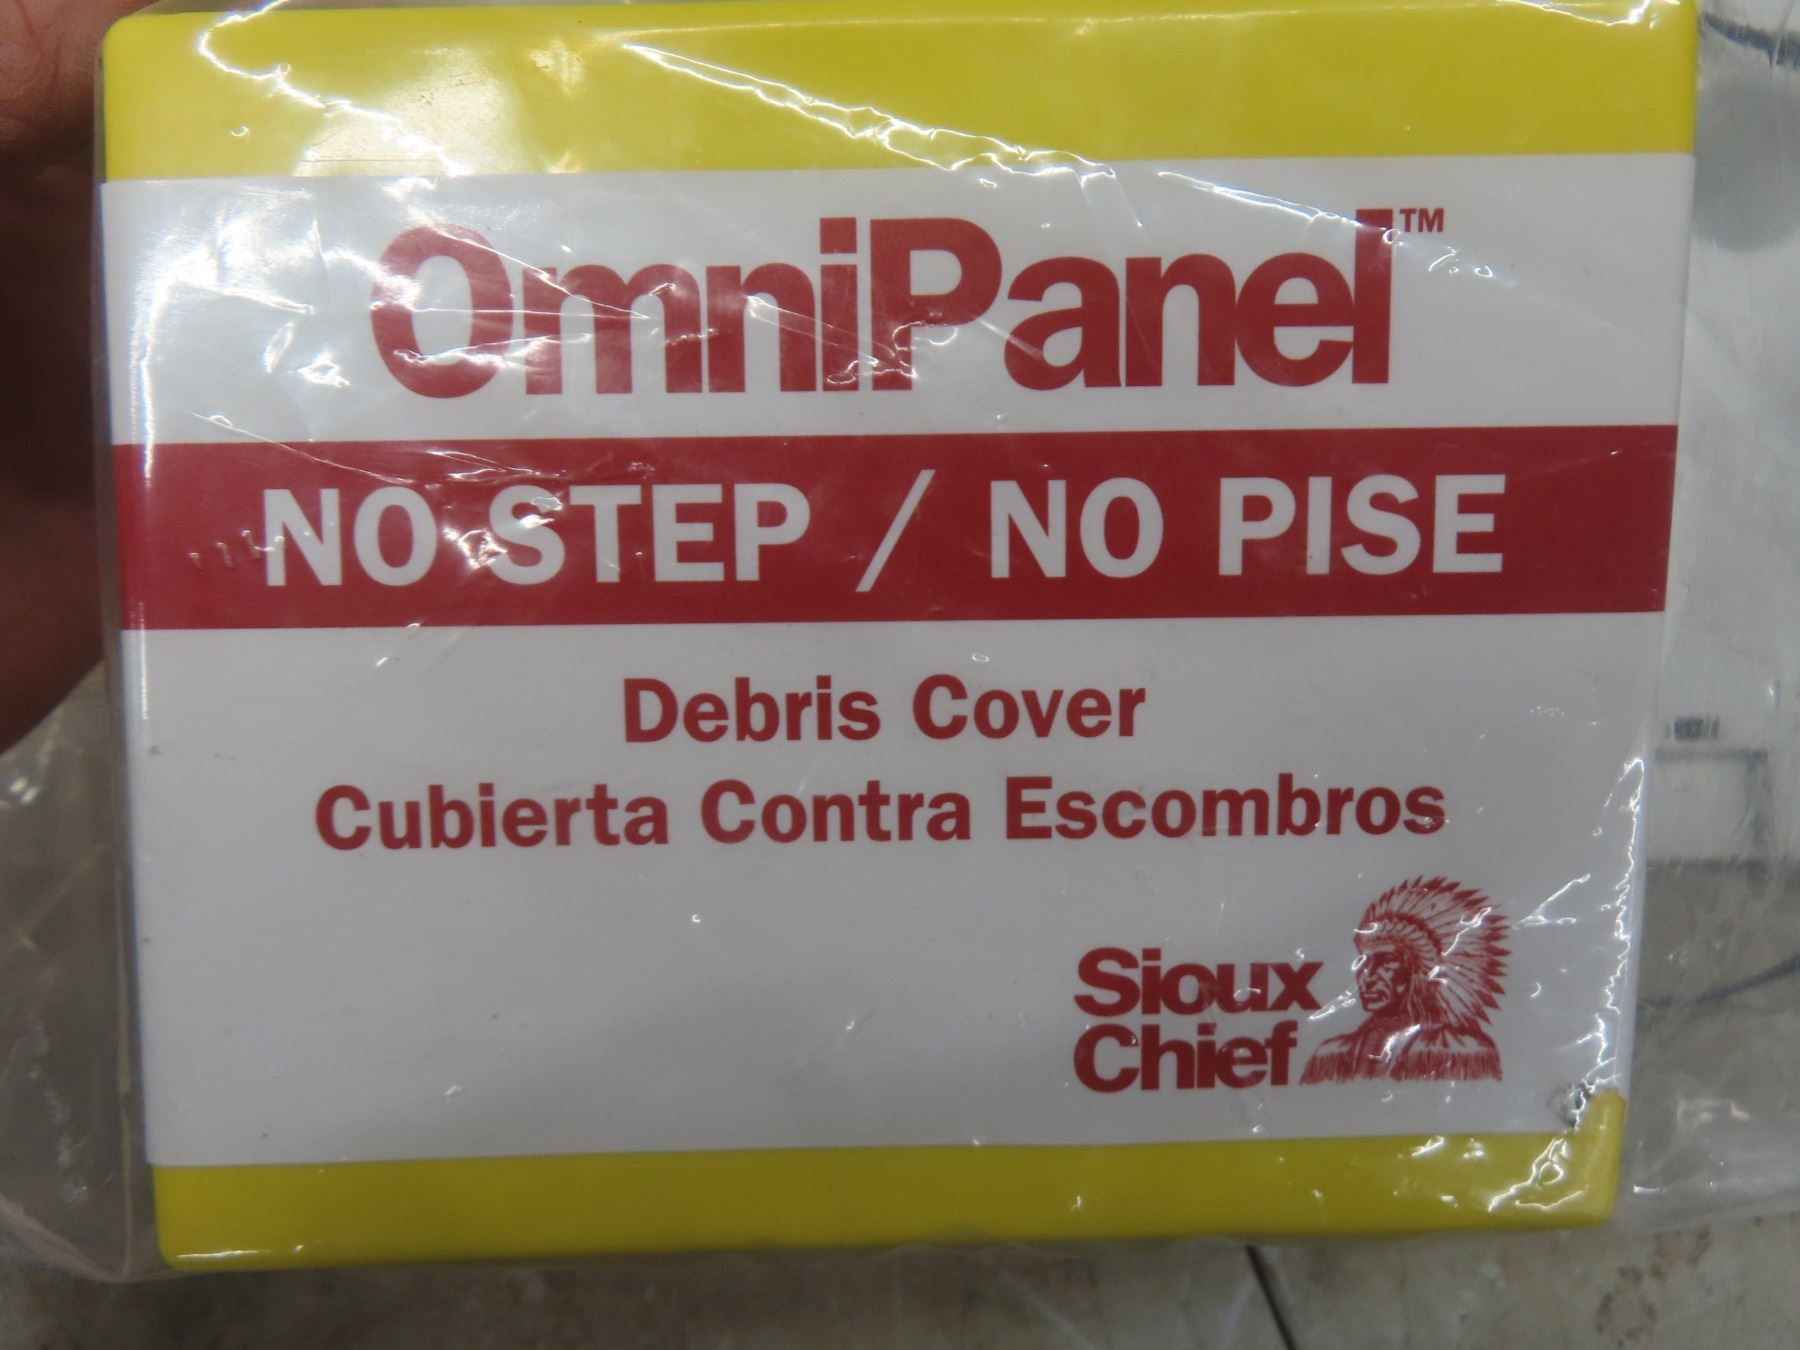 OmniPanel™
NO STEP / NO PISE
Debris Cover
Cubierta Contra Escombros
Sioux
Chief